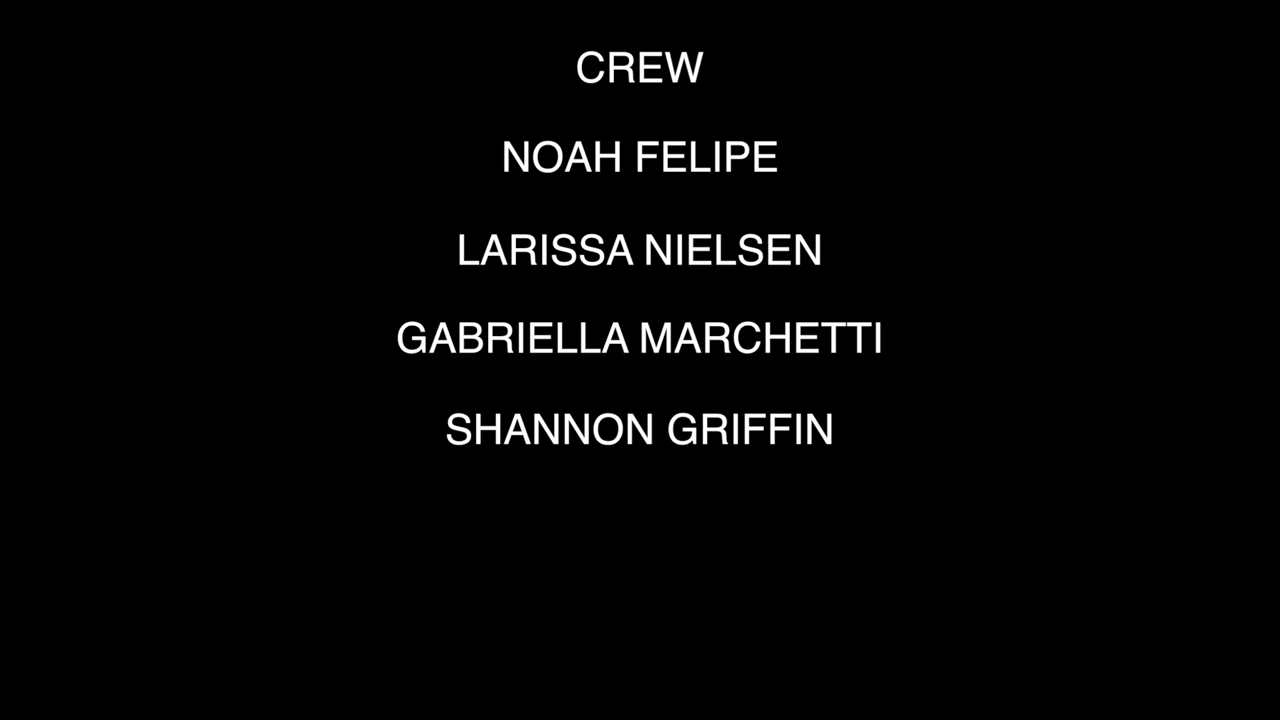 CREW
NOAH FELIPE
LARISSA NIELSEN
GABRIELLA MARCHETTI
SHANNON GRIFFIN